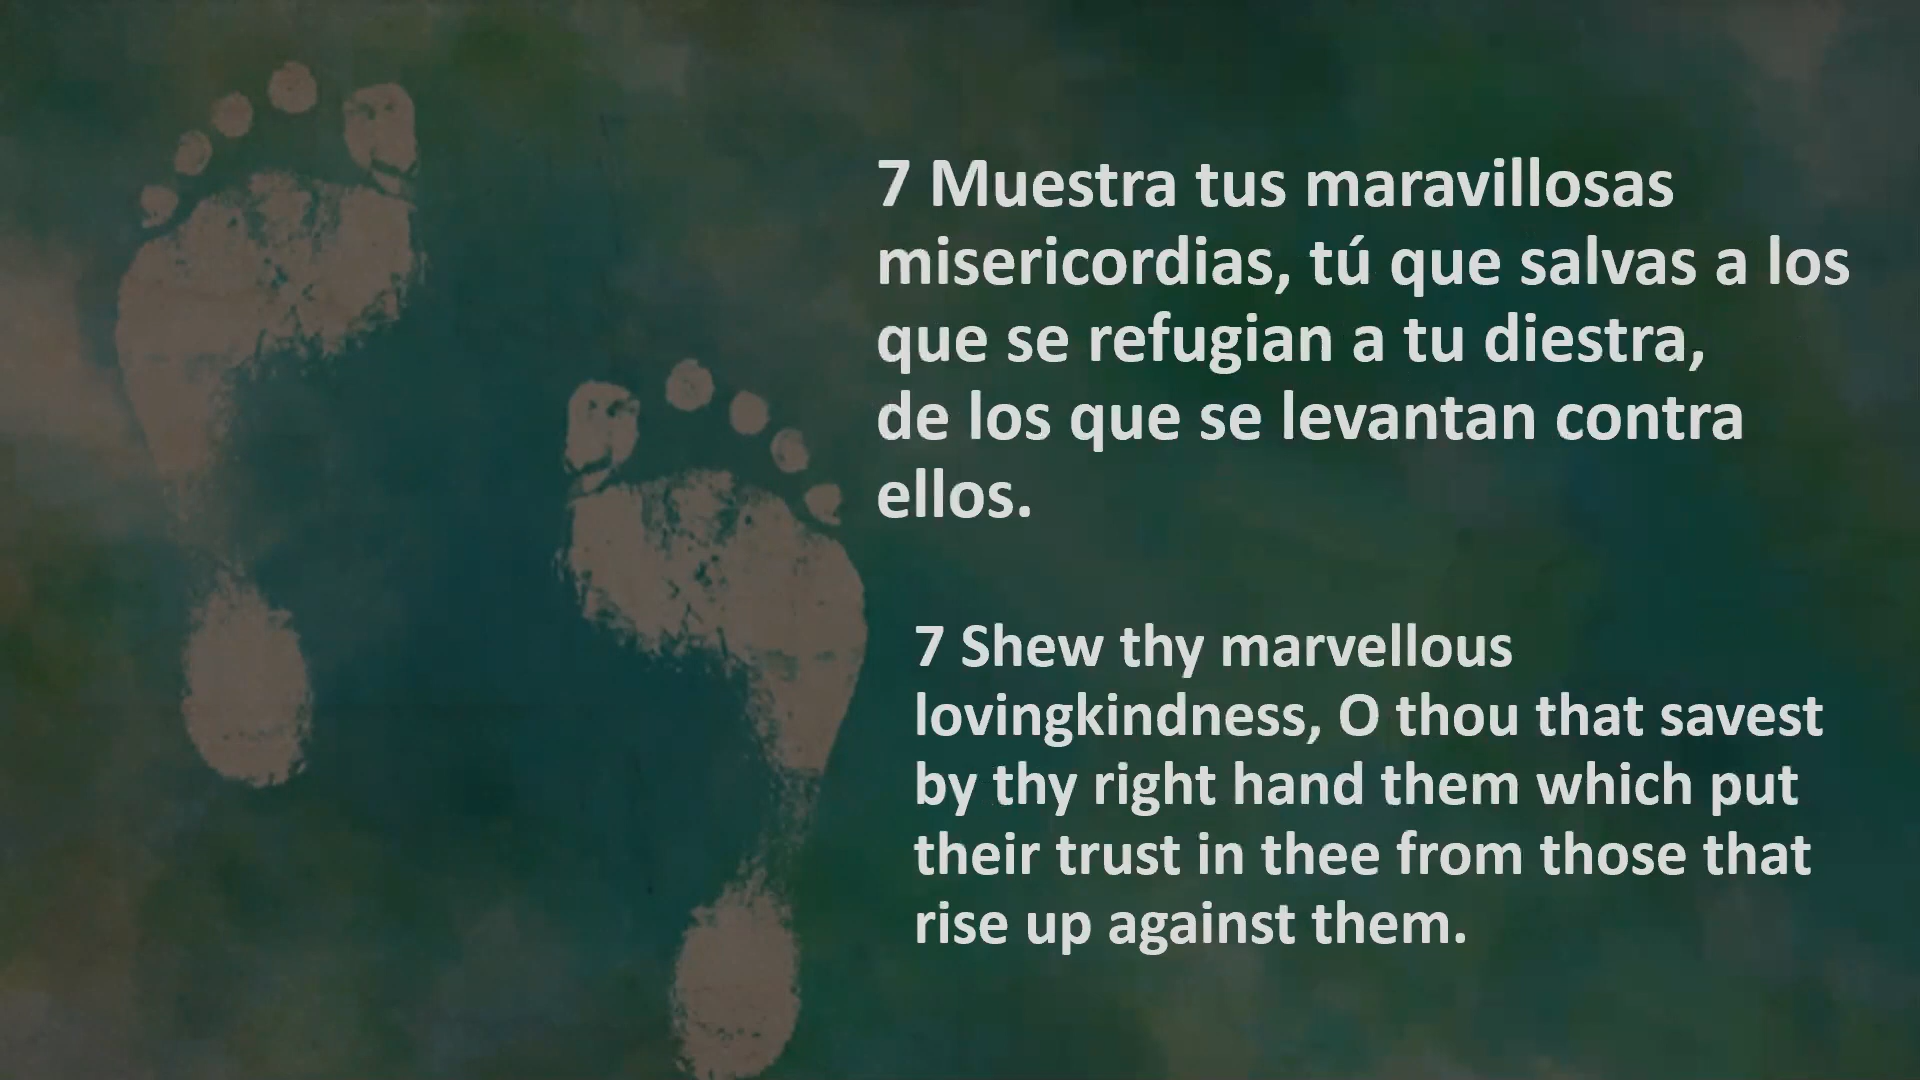 7 Muestra tus maravillosas
misericordias, tú que salvas a los
que se refugian a tu diestra,
de los que se levantan contra
ellos.
7 Shew thy marvellous
lovingkindness, O thou that savest
by thy right hand them which put
their trust in thee from those that
rise up against them.